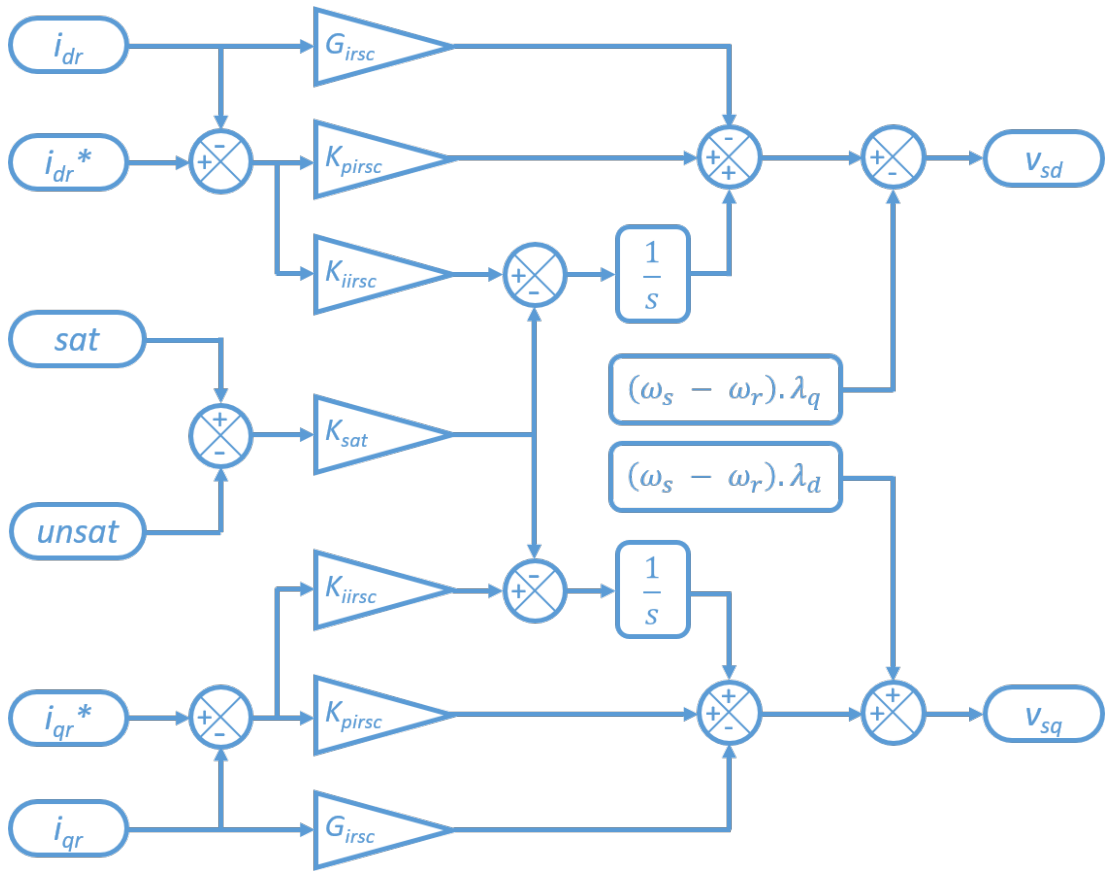 i_dr
G_irsc
i_dr*
K_pirsc
-
+
-
+
+
+
-
v_sd
K_iirsc
+
-
1
s
sat
(ω_s - ω_r).λ_q
+
-
K_sat
(ω_s - ω_r).λ_d
unsat
K_iirsc
-
+
1
s
i_qr*
+
-
K_pirsc
+
+
-
+
+
v_sq
i_qr
G_irsc